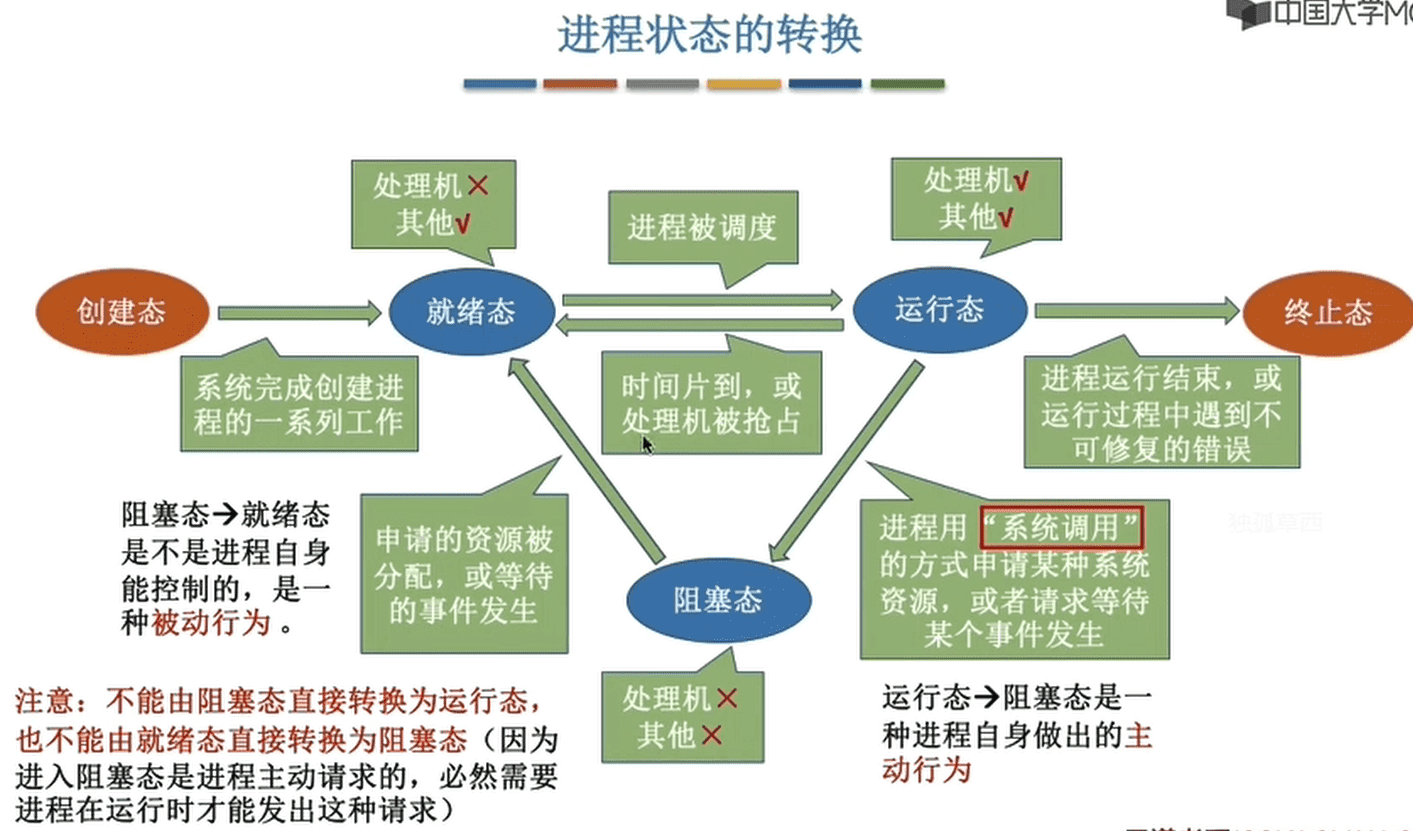 中国大学MO
进程状态的转换
处理机×
其他√
进程被调度
处理机√
其他√
创建态
就绪态
运行态
终止态
系统完成创建进
程的一系列工作
时间片到，或
处理机被抢占
进程运行结束，或
运行过程中遇到不
可修复的错误
阻塞态→就绪态
是不是进程自身
能控制的，是一
种被动行为。
申请的资源被
分配，或等待
的事件发生
进程用“系统调用”
的方式申请某种系统
资源，或者请求等待
某个事件发生
独孤章西
阻塞态
处理机×
其他×
注意：不能由阻塞态直接转换为运行态，
也不能由就绪态直接转换为阻塞态（因为
进入阻塞态是进程主动请求的，必然需要
进程在运行时才能发出这种请求）
运行态→阻塞态是一
种进程自身做出的主
动行为